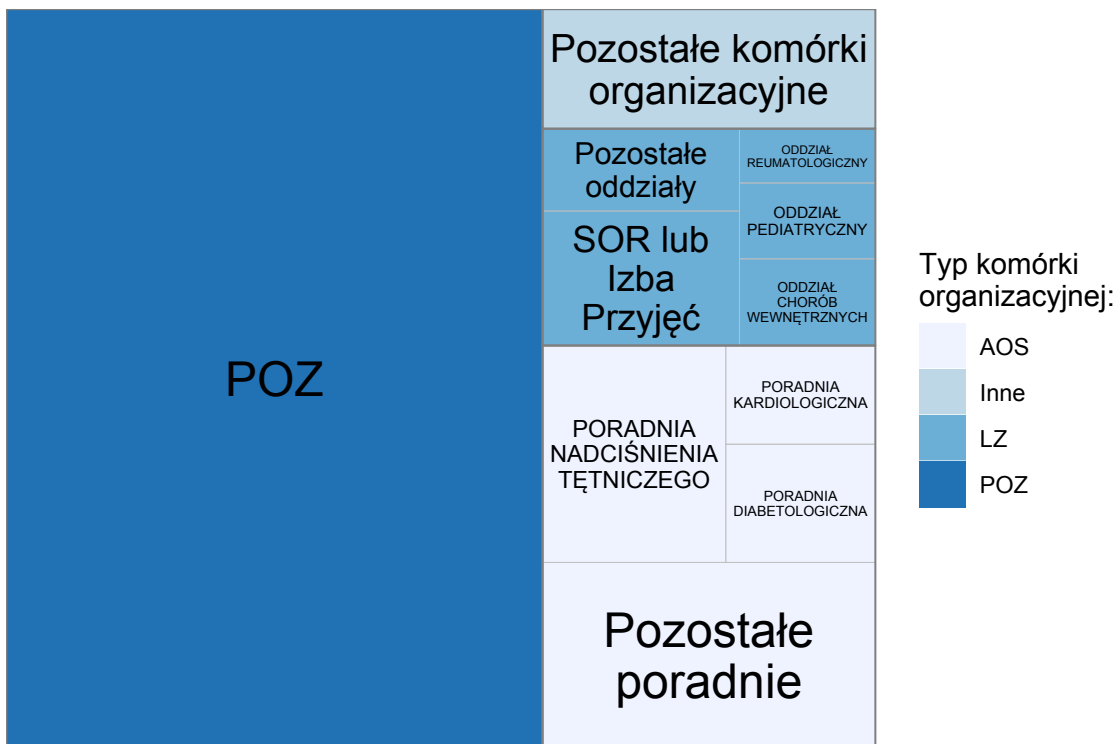 POZ
Pozostałe komórki
organizacyjne
Pozostałe
oddziały
ODDZIAŁ
REUMATOLOGICZNY
ODDZIAŁ
PEDIATRYCZNY
SOR lub
Izba
Przyjęć
ODDZIAŁ
CHORÓB
WEWNĘTRZNYCH
PORADNIA
NADCIŚNIENIA
TĘTNICZEGO
PORADNIA
KARDIOLOGICZNA
PORADNIA
DIABETOLOGICZNA
Pozostałe
poradnie
Typ komórki
organizacyjnej:
AOS
Inne
LZ
POZ